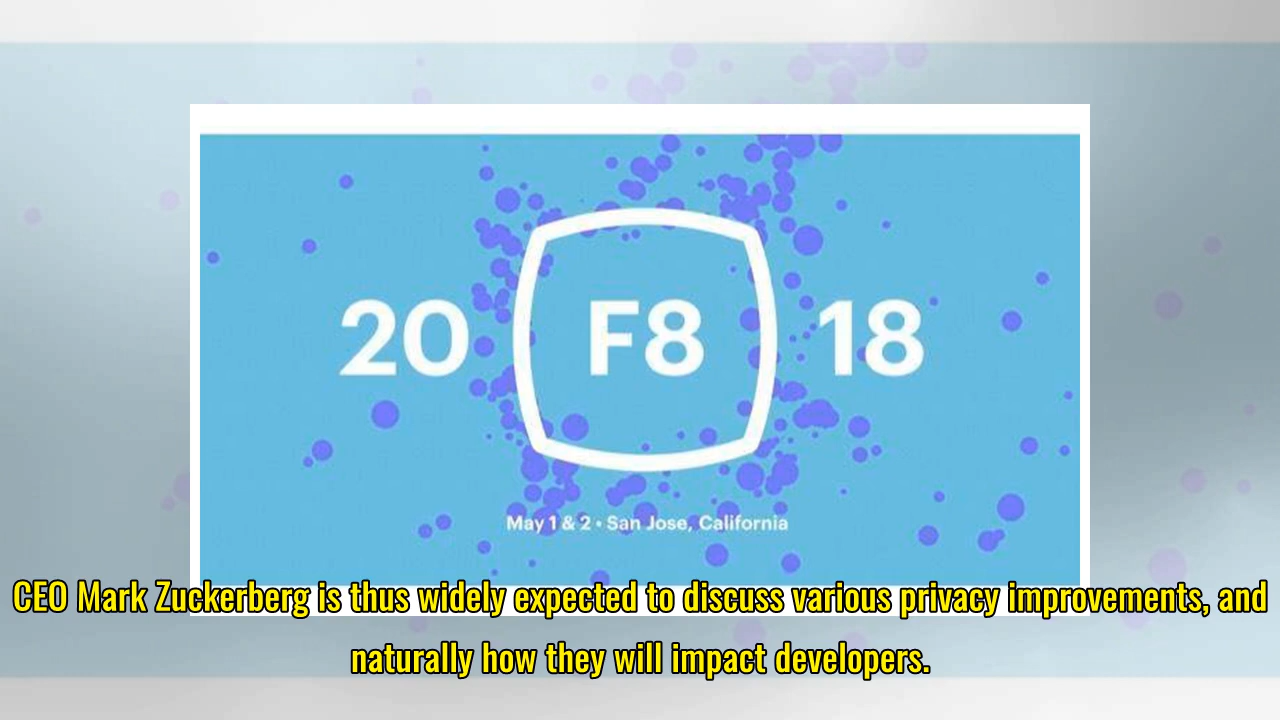 20 F8 18
May 1 & 2 • San Jose, California
CEO Mark Zuckerberg is thus widely expected to discuss various privacy improvements, and
naturally how they will impact developers.